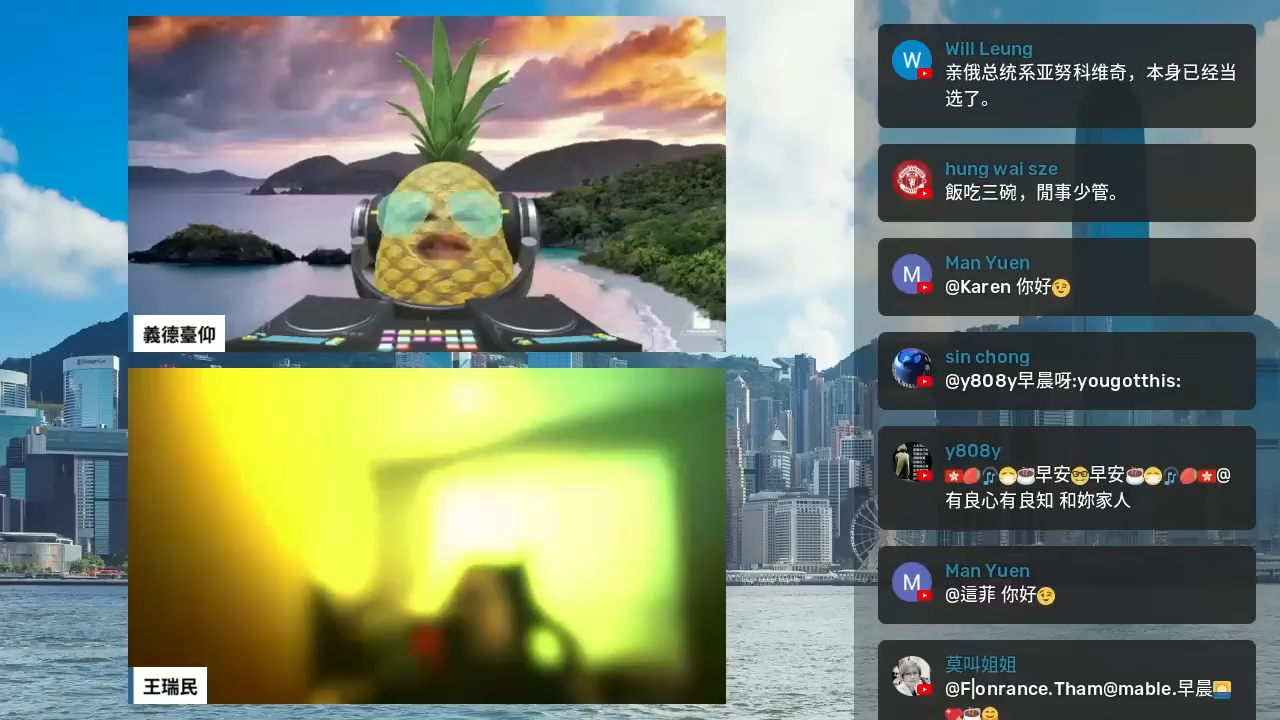 義德臺仰
王瑞民
Will Leung
亲俄总统系亚努科维奇，本身已经当
选了。
hung wai sze
飯吃三碗，閒事少管。
Man Yuen
@Karen 你好😉
sin chong
@y808y早晨呀:yougotthis:
y808y
早安🤓早安@
有良心有良知 和妳家人
Man Yuen
@這菲 你好😉
莫叫姐姐
@F|onrance.Tham@mable.早晨🌅